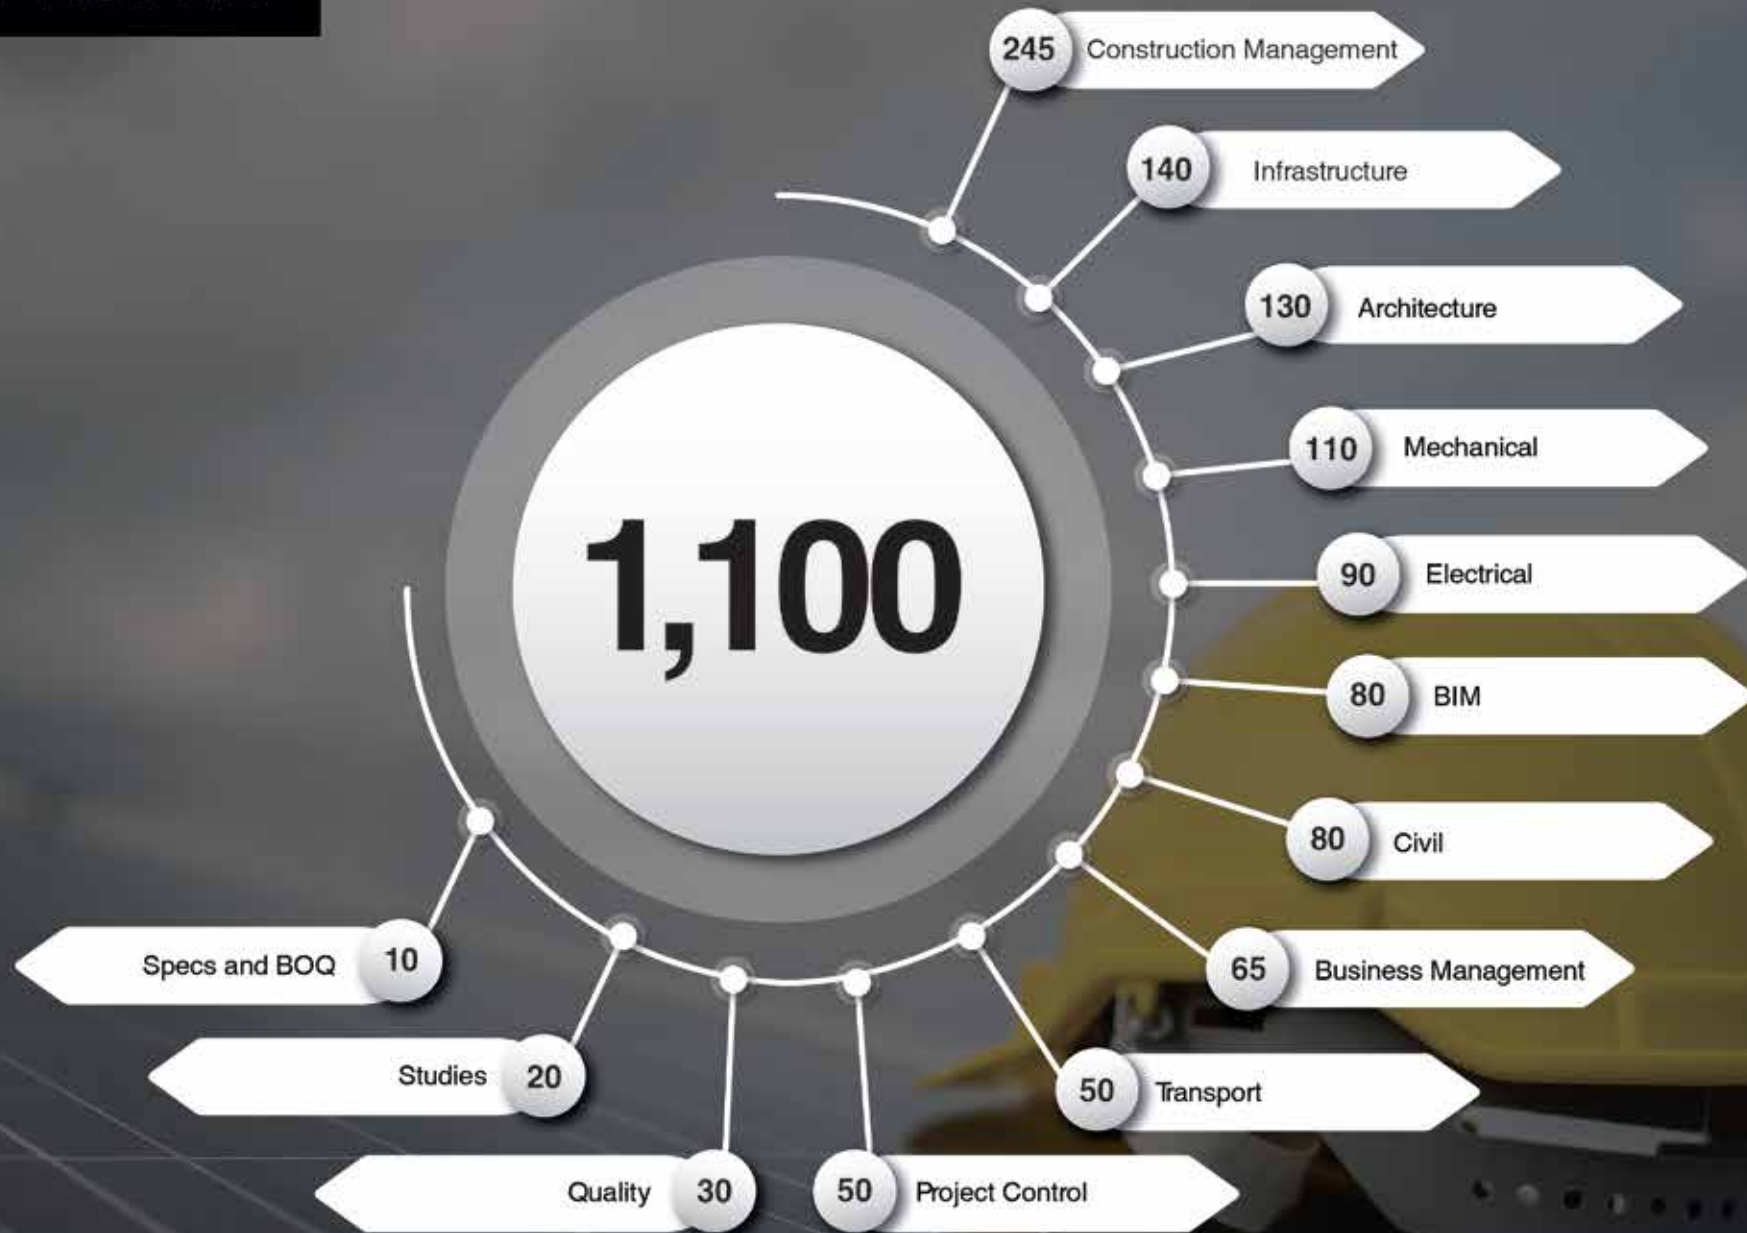 245 Construction Management
140 Infrastructure
130 Architecture
110 Mechanical
1,100
90 Electrical
80 BIM
80 Civil
65 Business Management
50 Transport
50 Project Control
Quality 30
Studies 20
Specs and BOQ 10